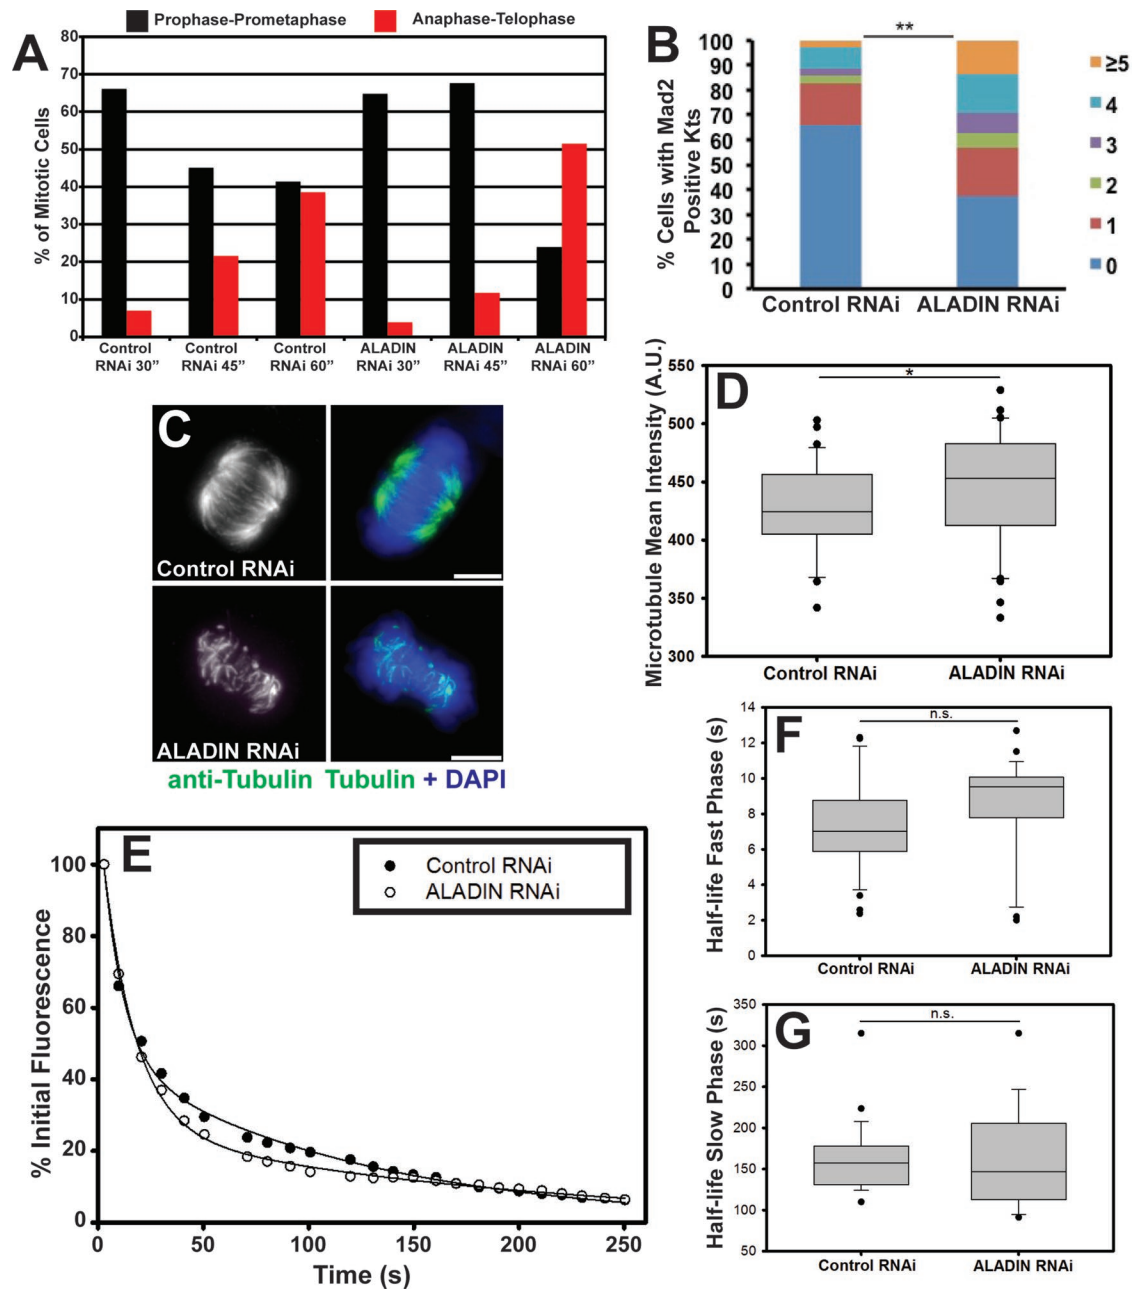 Prophase-Prometaphase
Anaphase-Telophase
A
% of Mitotic Cells
80
70
60
50
40
30
20
10
0
Control RNAi 30”
Control RNAi 45”
Control RNAi 60”
ALADIN RNAi 30”
ALADIN RNAi 45”
ALADIN RNAi 60”
B
% Cells with Mad2
Positive Kts
100
90
80
70
60
50
40
30
20
10
0
**
Control RNAi
ALADIN RNAi
≥5
4
3
2
1
0
C
Control RNAi
ALADIN RNAi
anti-Tubulin
Tubulin + DAPI
D
Microtubule Mean Intensity (A.U.)
550
500
450
400
350
300
*
Control RNAi
ALADIN RNAi
E
% Initial Fluorescence
100
80
60
40
20
0
Control RNAi
ALADIN RNAi
0
50
100
150
200
250
Time (s)
F
Half-life Fast Phase (s)
14
12
10
8
6
4
2
0
n.s.
Control RNAi
ALADIN RNAi
G
Half-life Slow Phase (s)
350
300
250
200
150
100
50
n.s.
Control RNAi
ALADIN RNAi